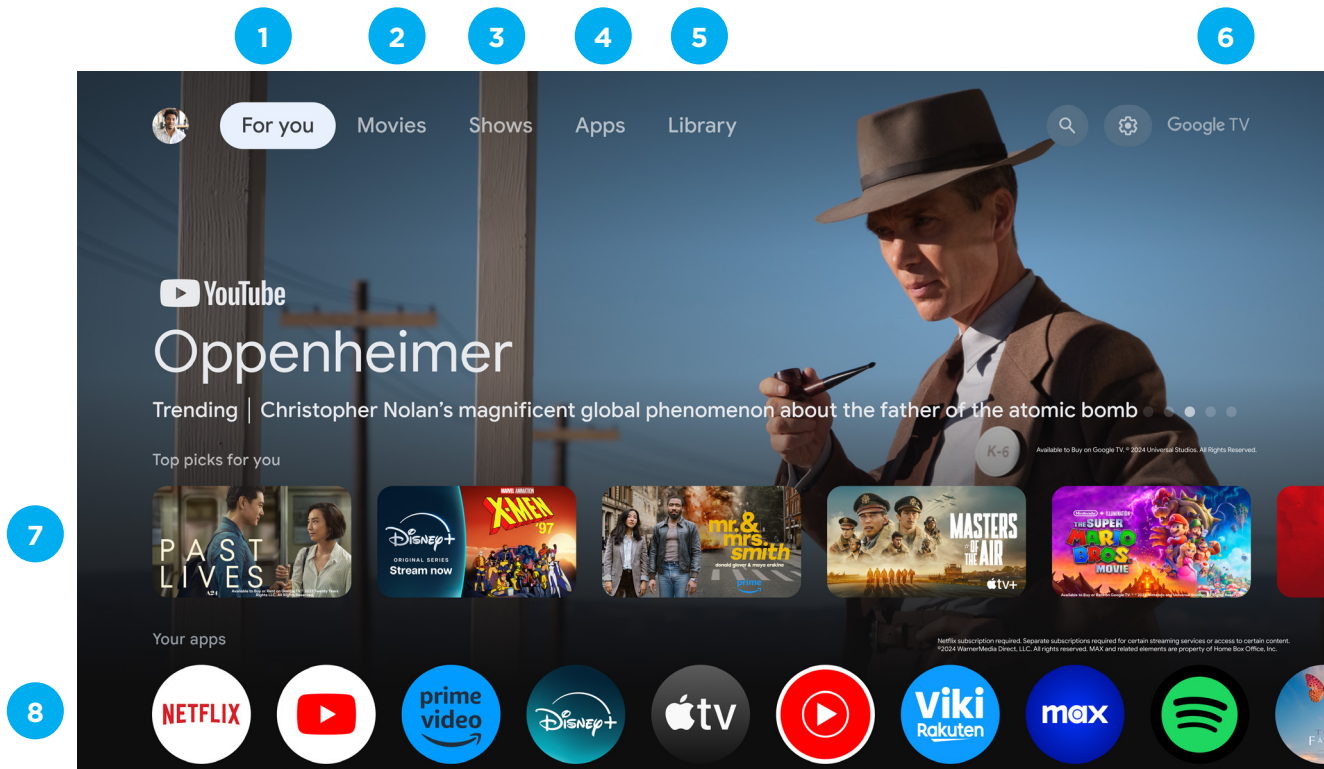 1 2 3 4 5 6
For you Movies Shows Apps Library Google TV
YouTube
Oppenheimer
Trending | Christopher Nolan's magnificent global phenomenon about the father of the atomic bomb
K-6
Available to Buy on Google TV. © 2024 Universal Studios. All Rights Reserved.
Top picks for you
7
PAST
LIVES
A24
Disney+
ORIGINAL SERIES
Stream now
MARVEL ANIMATION
X-MEN
'97
mr.&
mrs.
smith
donald glover & maya erskine
prime
MASTERS
OF
THE AIR
tv+
Nintendo + ILLUMINATION
THE SUPER
MARIO
BROS.
MOVIE
Your apps
Netflix subscription required. Separate subscriptions required for certain streaming services or access to certain content.
©2024 WarnerMedia Direct, LLC. All rights reserved. MAX and related elements are property of Home Box Office, Inc.
8
NETFLIX
prime
video
Disney+
tv
Viki
Rakuten
max